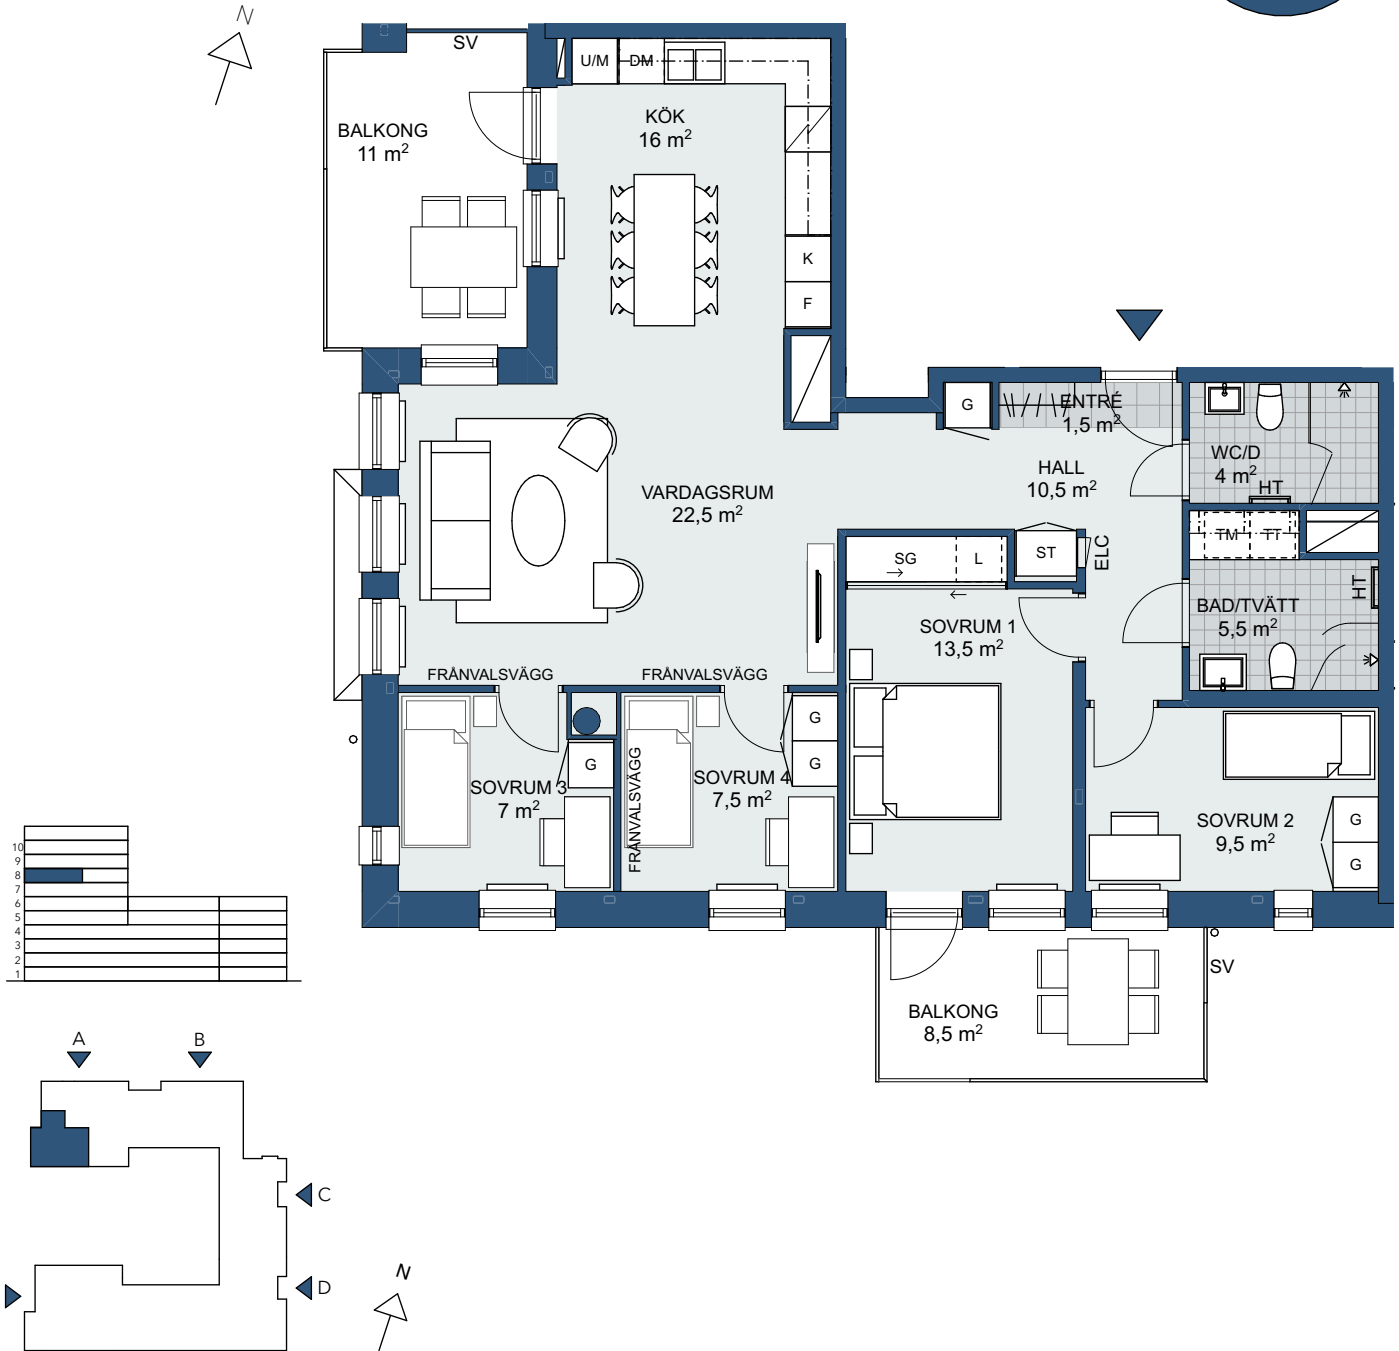 N
SV
U/M
DM
BALKONG
11 m²
KÖK
16 m²
K
F
G
ENTRÉ
1,5 m²
WC/D
4 m²
HT
HALL
10,5 m²
VARDAGSRUM
22,5 m²
TM
TT
SG
L
ST
ELC
HT
BAD/TVÄTT
5,5 m²
SOVRUM 1
13,5 m²
FRÅNVALSVÄGG
FRÅNVALSVÄGG
G
G
G
SOVRUM 3
7 m²
FRÅNVALSVÄGG
SOVRUM 4
7,5 m²
SOVRUM 2
9,5 m²
G
G
10
9
8
7
6
5
4
3
2
1
SV
BALKONG
8,5 m²
A
B
C
D
N